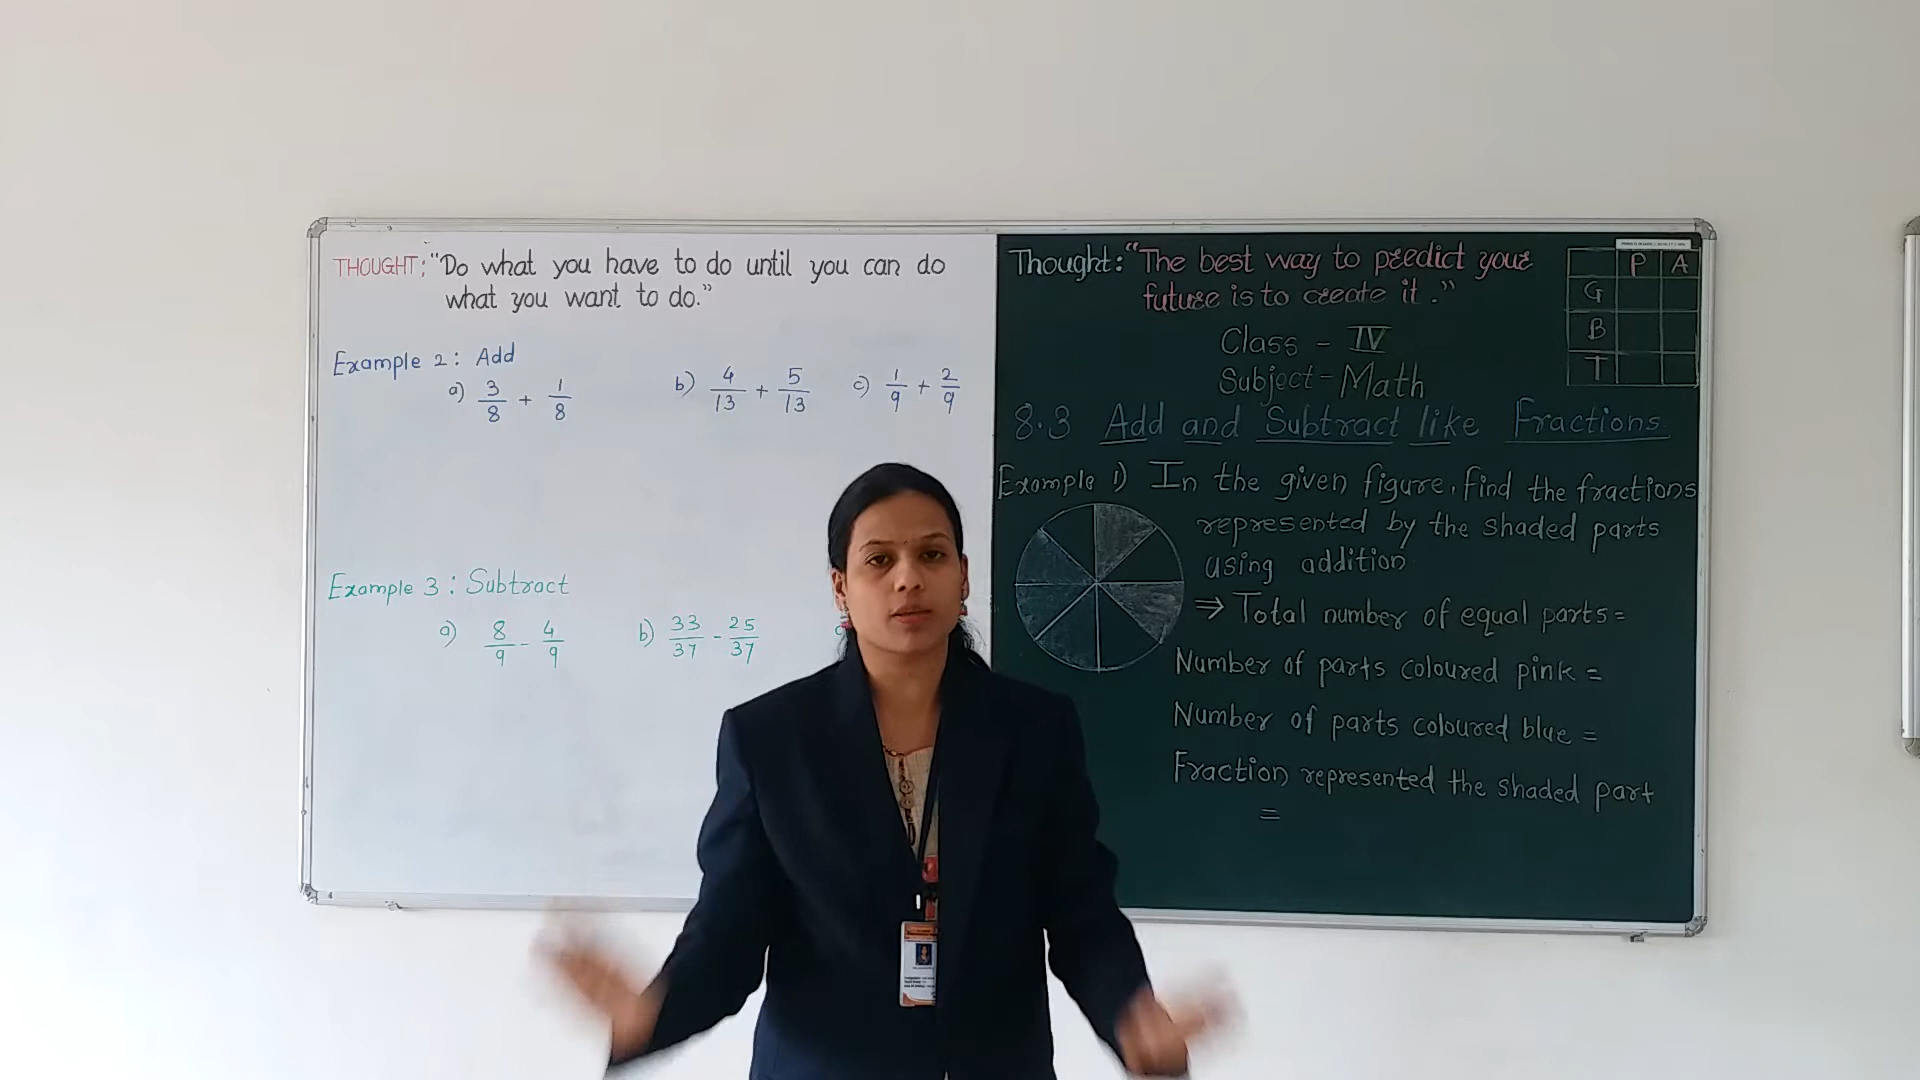 THOUGHT: "Do what you have to do until you can do
what you want to do."
Example 2: Add
a) 3/8 + 1/8 b) 4/13 + 5/13 c) 1/9 + 2/9
Example 3: Subtract
a) 8/9 - 4/9 b) 33/37 - 25/37
Thought: "The best way to predict your
future is to create it."
P A
G
B
T
Class - IV
Subject - Math
8.3 Add and Subtract like Fractions
Example 1) In the given figure, find the fractions
represented by the shaded parts
using addition
⇒ Total number of equal parts =
Number of parts coloured pink =
Number of parts coloured blue =
Fraction represented the shaded part
=